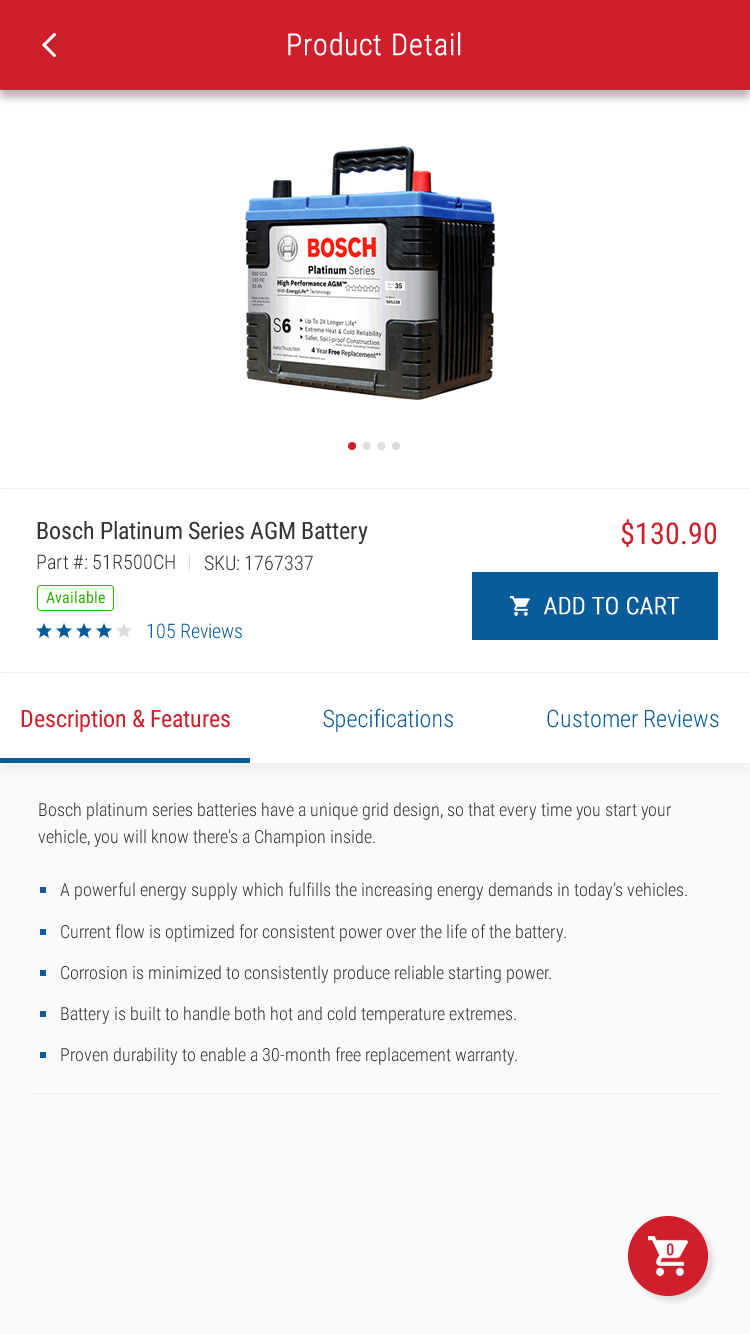 Product Detail
BOSCH
Platinum Series
High Performance AGM™
With EnergyLife™ Technology
35
S6
Up To 2X Longer Life*
Extreme Heat & Cold Reliability
Safer, Spill-proof Construction
4 Year Free Replacement**
Bosch Platinum Series AGM Battery
$130.90
Part #: 51R500CH
SKU: 1767337
Available
ADD TO CART
105 Reviews
Description & Features
Specifications
Customer Reviews
Bosch platinum series batteries have a unique grid design, so that every time you start your
vehicle, you will know there’s a Champion inside.
A powerful energy supply which fulfills the increasing energy demands in today’s vehicles.
Current flow is optimized for consistent power over the life of the battery.
Corrosion is minimized to consistently produce reliable starting power.
Battery is built to handle both hot and cold temperature extremes.
Proven durability to enable a 30-month free replacement warranty.
0